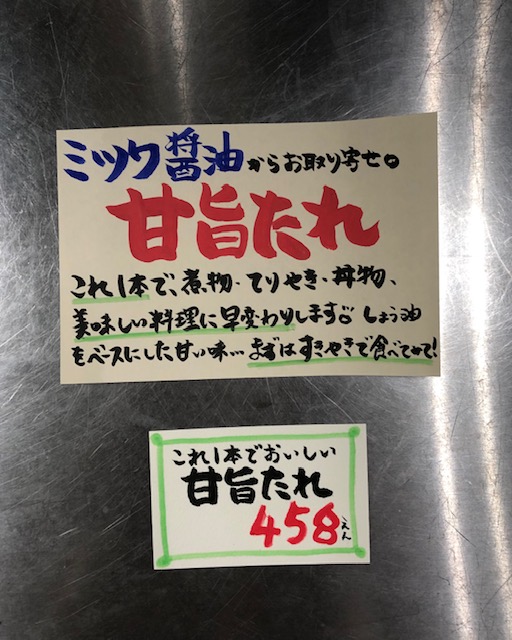 ミツワ醤油からお取り寄せ。
甘旨たれ
これ1本で、煮物・てりやき・丼物、
美味しい料理に早変わりします♡ しょう油
をベースにした甘い味… まずはすきやきで食べてみて!
これ1本でおいしい
甘旨たれ
458えん